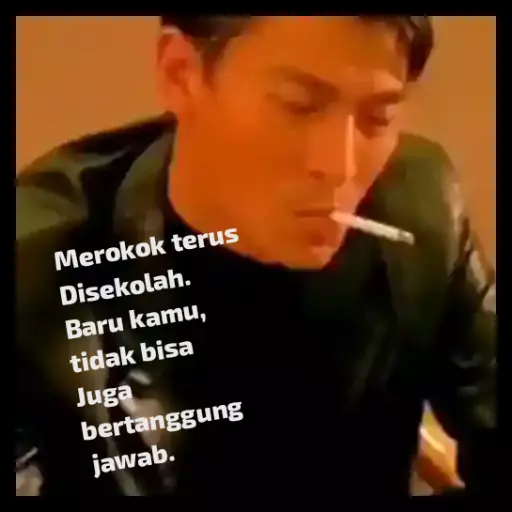 Merokok terus
Disekolah.
Baru kamu,
tidak bisa
Juga
bertanggung
jawab.